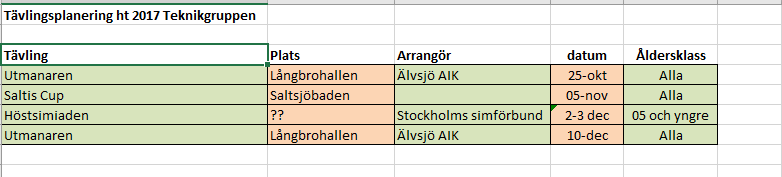 Tävlingsplanering ht 2017 Teknikgruppen
Tävling Plats Arrangör datum Åldersklass
Utmanaren Långbrohallen Älvsjö AIK 25-okt Alla
Saltis Cup Saltsjöbaden 05-nov Alla
Höstsimiaden ?? Stockholms simförbund 2-3 dec 05 och yngre
Utmanaren Långbrohallen Älvsjö AIK 10-dec Alla